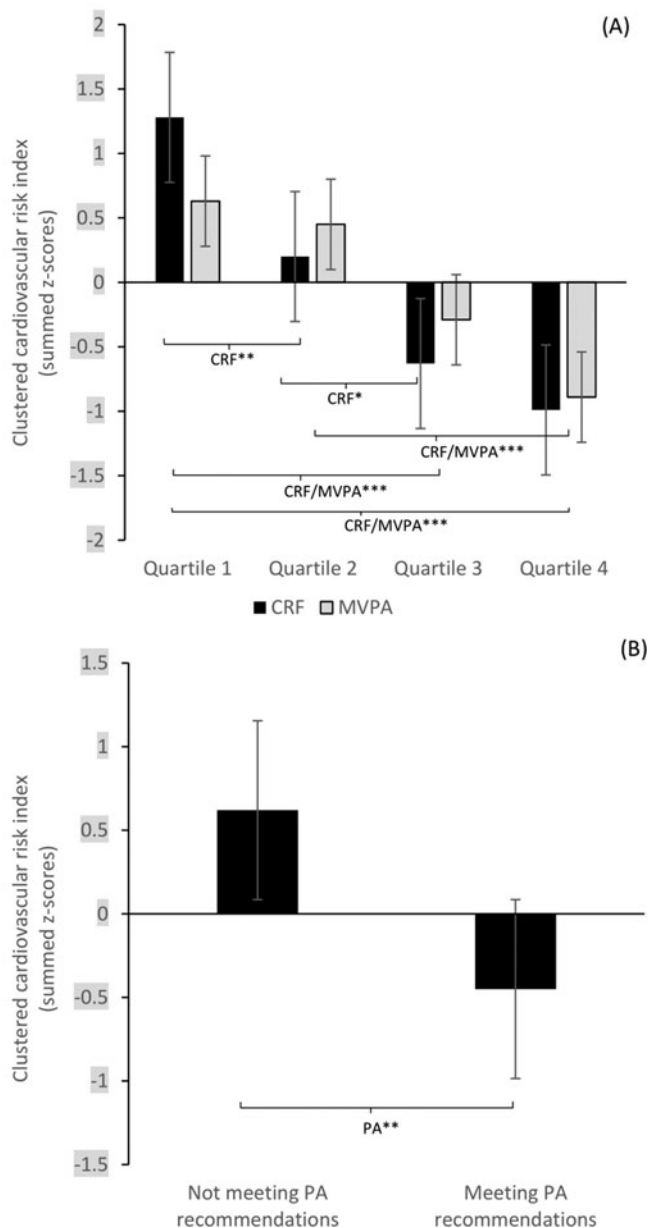 (A)
Clustered cardiovascular risk index
(summed z-scores)
2
1.5
1
0.5
0
-0.5
-1
-1.5
-2
CRF**
CRF*
CRF/MVPA***
CRF/MVPA***
CRF/MVPA***
Quartile 1 Quartile 2 Quartile 3 Quartile 4
CRF MVPA
(B)
Clustered cardiovascular risk index
(summed z-scores)
1.5
1
0.5
0
-0.5
-1
-1.5
PA**
Not meeting PA Meeting PA
recommendations recommendations